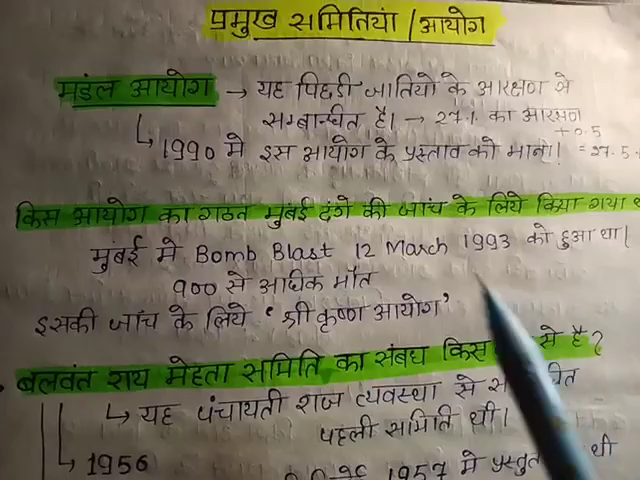 प्रमुख समितियां / आयोग
मंडल आयोग → यह पिछड़ी जातियों के आरक्षण से
सम्बान्धित है। → 27% का आरक्षण
+0.5
1990 मे इस आयोग के प्रस्ताव को माना। = 27.5
किस आयोग का गठन मुंबई दंगे की जांच के लिये किया गया
मुंबई मे Bomb Blast 12 March 1993 को हुआ था।
900 से अधिक मौत
इसकी जांच के लिये ' श्री कृष्ण आयोग'
बलवंत राय मेहता समिति का संबध किस से है?
↳ यह पंचायती राज व्यवस्था से
पहली समिति थी।
↳ 1956
1957 मे थी